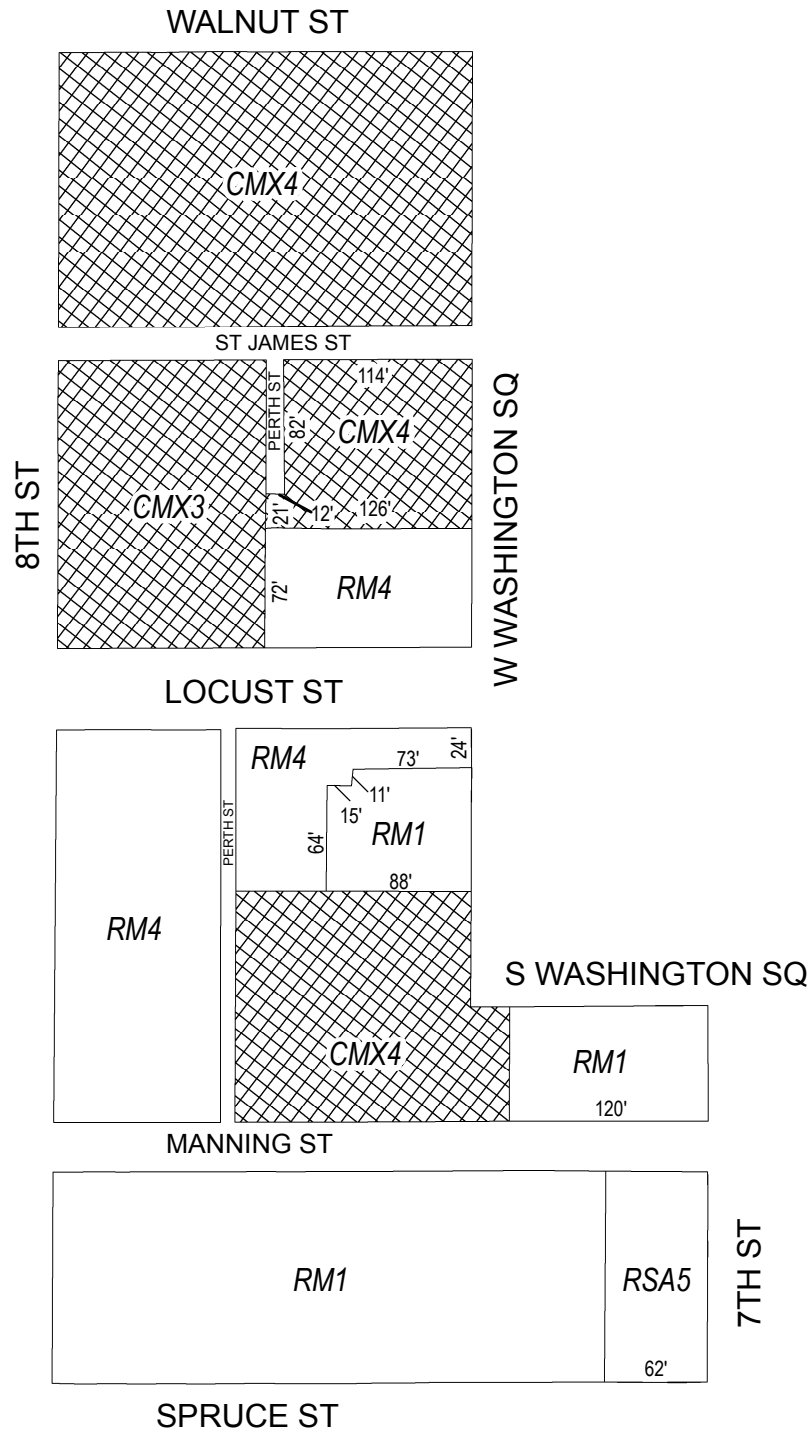 WALNUT ST
CMX4
ST JAMES ST
114'
PERTH ST
82'
CMX4
W WASHINGTON SQ
8TH ST
CMX3
21'
12'
126'
72'
RM4
LOCUST ST
RM4
73'
24'
11'
15'
PERTH ST
64'
RM1
88'
RM4
S WASHINGTON SQ
CMX4
RM1
120'
MANNING ST
RM1
RSA5
7TH ST
62'
SPRUCE ST